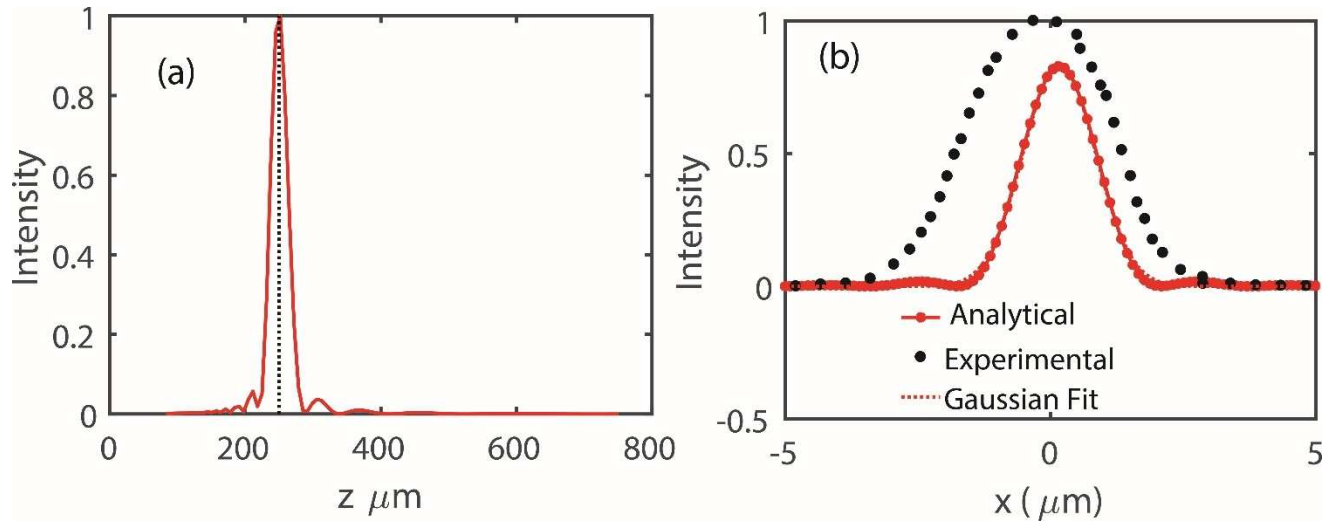 (a)
Intensity
1
0.8
0.6
0.4
0.2
0
0 200 400 600 800
z μm
(b)
Intensity
1
0.5
0
-0.5
Analytical
Experimental
Gaussian Fit
-5 0 5
x ( μm)